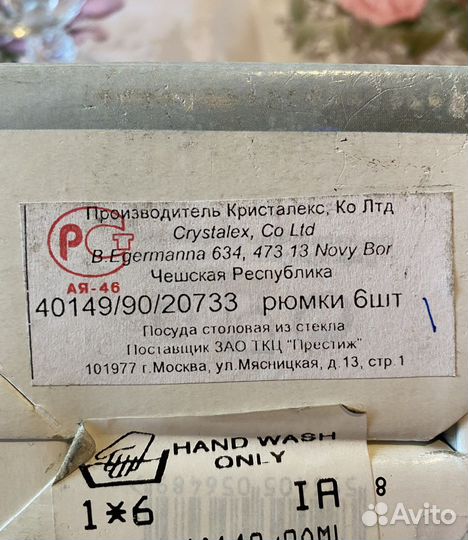 Производитель Кристалекс, Ко Лтд
Crystalex, Co Ltd
B.Egermanna 634, 473 13 Novy Bor
Чешская Республика
РСТ
АЯ-46
40149/90/20733 рюмки 6шт
Посуда столовая из стекла
Поставщик ЗАО ТКЦ "Престиж"
101977 г.Москва, ул.Мясницкая, д.13, стр.1
HAND WASH
ONLY
1*6 IA 8
Avito